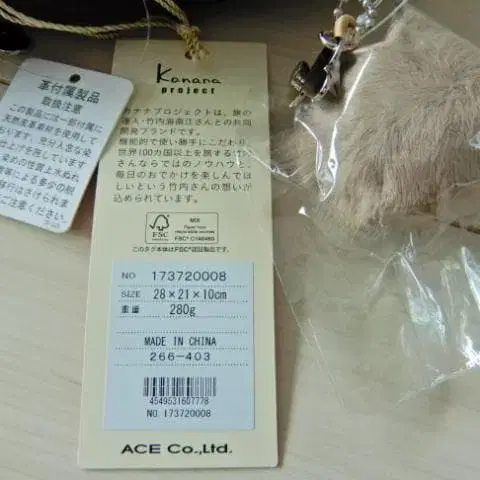 革付属製品
取扱注意
この製品には一部付属に
天然皮革素材を使用して
Kanana
project
カナナプロジェクトは、旅の
達人・竹内海南江さんとの共同
開発ブランドです。
機能的で使い勝手にこだわり、
世界100カ国以上を旅する竹内
さんならではのノウハウと、
毎日のおでかけを楽しんでほ
しいという竹内さんの想いが
込められています。
FSC
MIX
FSC® C146480
このタグ本体はFSC®認証製品です。
NO 173720008
SIZE 28×21×10cm
重量 280g
MADE IN CHINA
266-403
4549531607778
NO. 173720008
ACE Co.,Ltd.